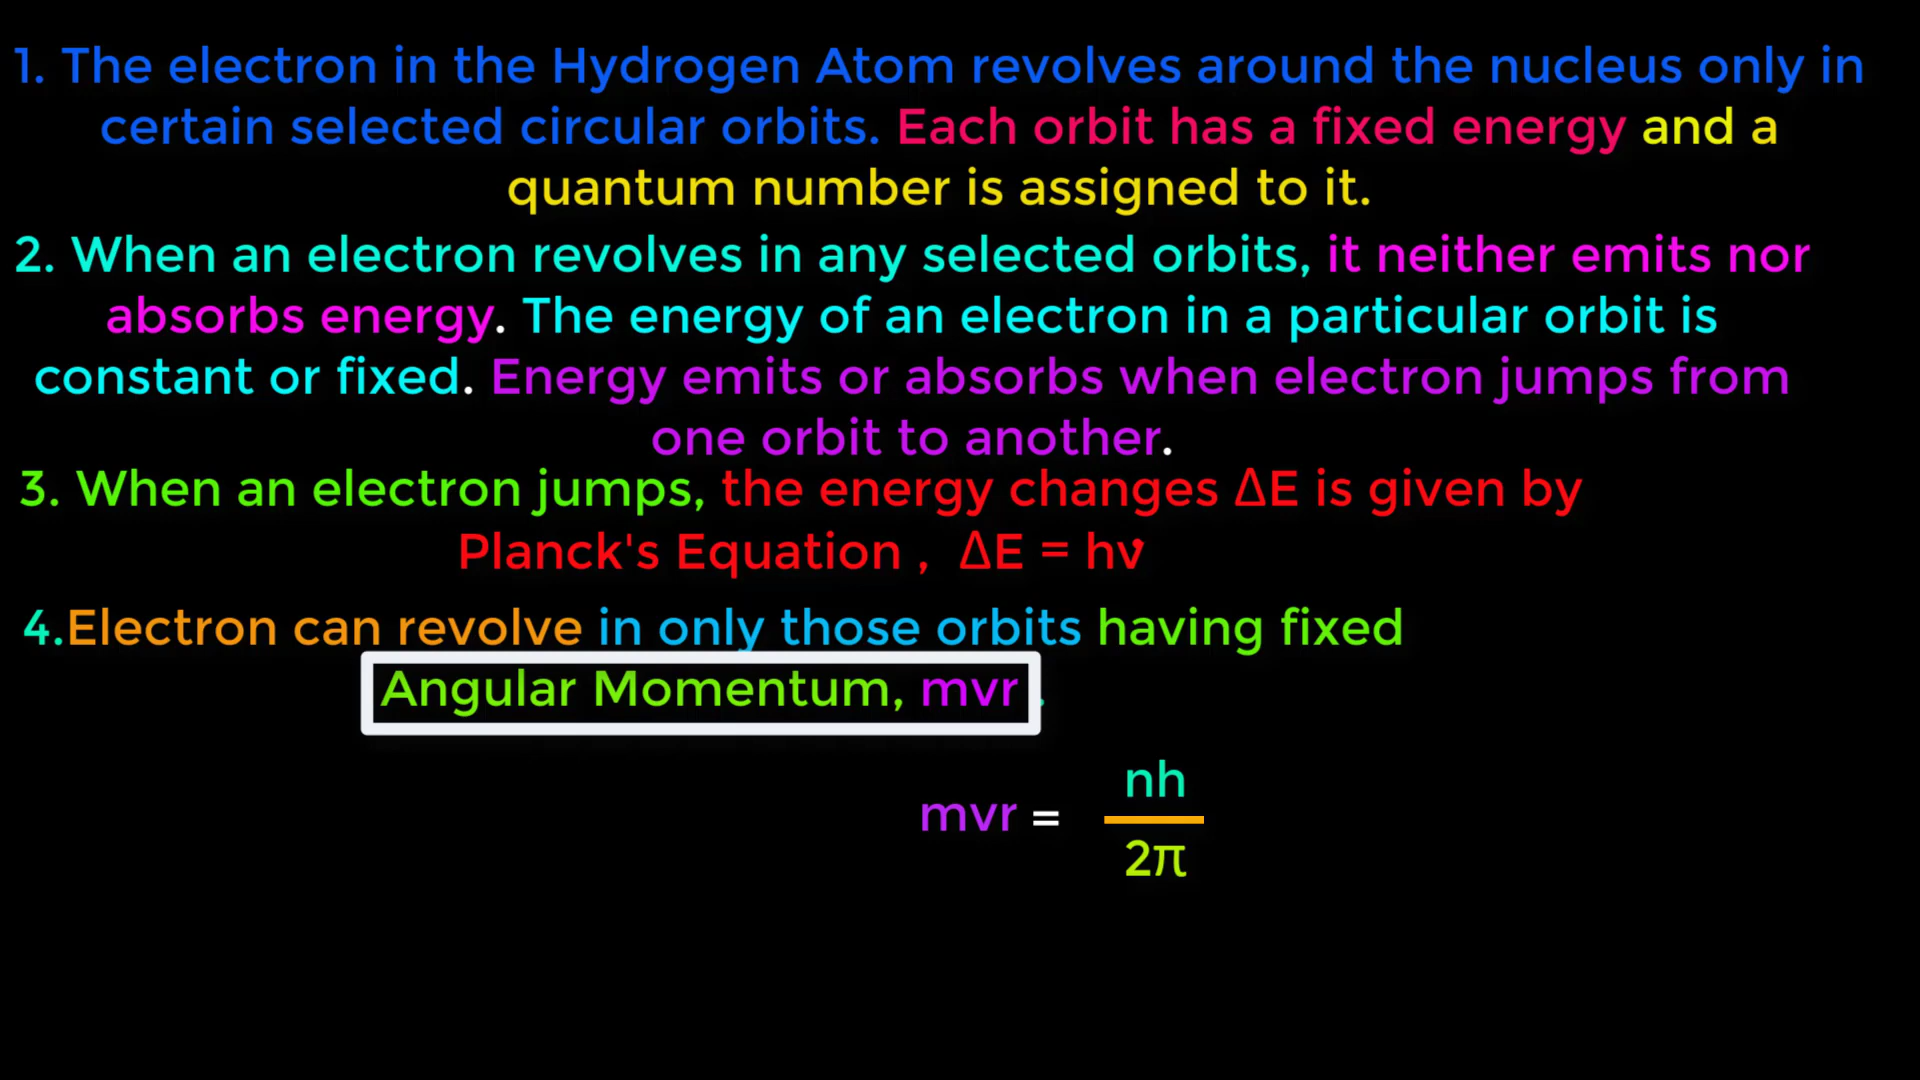 1. The electron in the Hydrogen Atom revolves around the nucleus only in
certain selected circular orbits. Each orbit has a fixed energy and a
quantum number is assigned to it.
2. When an electron revolves in any selected orbits, it neither emits nor
absorbs energy. The energy of an electron in a particular orbit is
constant or fixed. Energy emits or absorbs when electron jumps from
one orbit to another.
3. When an electron jumps, the energy changes ΔE is given by
Planck's Equation , ΔE = hν
4.Electron can revolve in only those orbits having fixed
Angular Momentum, mvr .
mvr = nh
2π